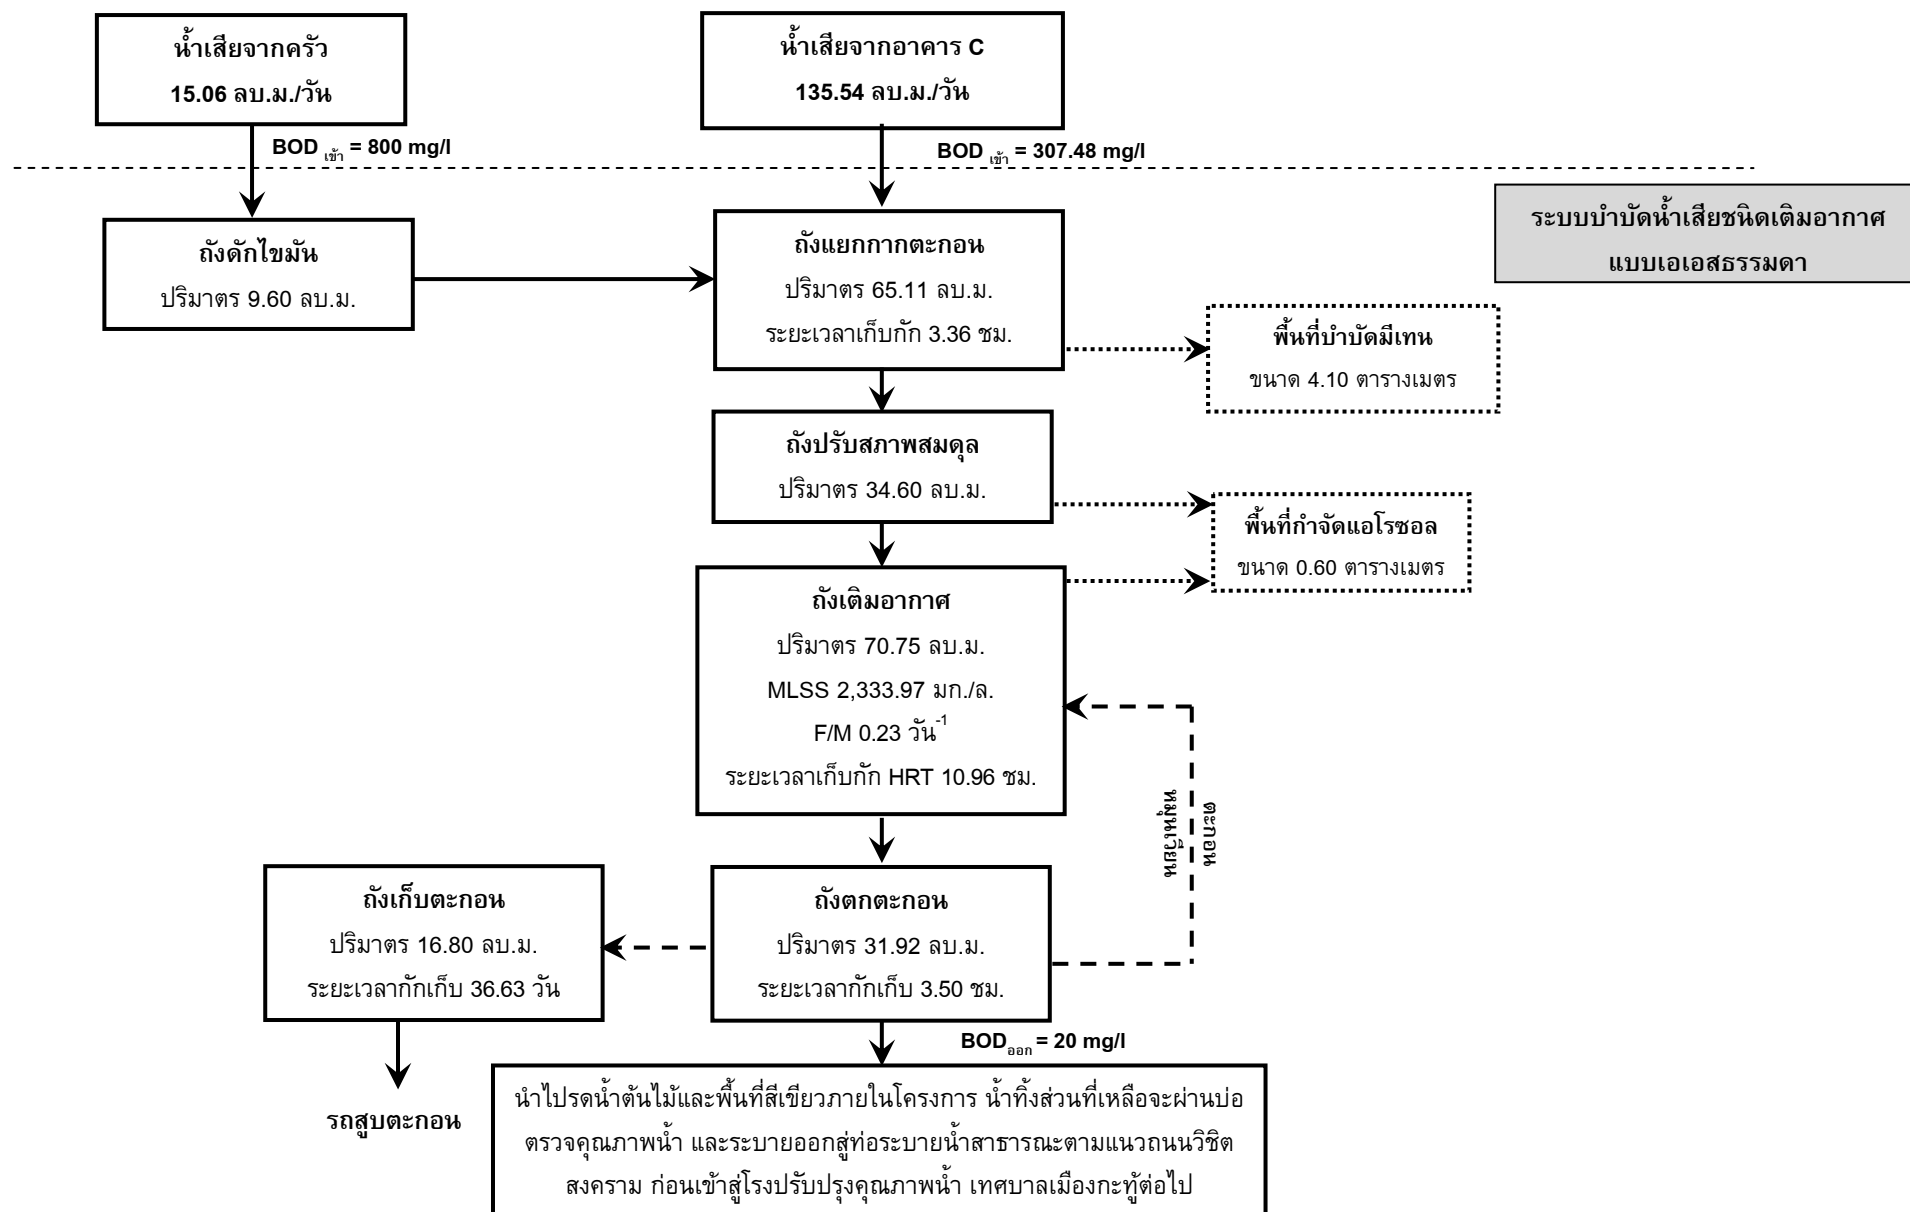 น้ำเสียจากครัว
15.06 ลบ.ม./วัน
น้ำเสียจากอาคาร C
135.54 ลบ.ม./วัน
BOD เข้า = 800 mg/l
BOD เข้า = 307.48 mg/l
ระบบบำบัดน้ำเสียชนิดเติมอากาศ
แบบเอเอสธรรมดา
ถังดักไขมัน
ปริมาตร 9.60 ลบ.ม.
ถังแยกกากตะกอน
ปริมาตร 65.11 ลบ.ม.
ระยะเวลาเก็บกัก 3.36 ชม.
พื้นที่บำบัดมีเทน
ขนาด 4.10 ตารางเมตร
ถังปรับสภาพสมดุล
ปริมาตร 34.60 ลบ.ม.
พื้นที่กำจัดแอโรซอล
ขนาด 0.60 ตารางเมตร
ถังเติมอากาศ
ปริมาตร 70.75 ลบ.ม.
MLSS 2,333.97 มก./ล.
F/M 0.23 วัน-1
ระยะเวลาเก็บกัก HRT 10.96 ชม.
ตะกอน
หมุนเวียน
ถังเก็บตะกอน
ปริมาตร 16.80 ลบ.ม.
ระยะเวลากักเก็บ 36.63 วัน
ถังตกตะกอน
ปริมาตร 31.92 ลบ.ม.
ระยะเวลากักเก็บ 3.50 ชม.
BODออก = 20 mg/l
รถสูบตะกอน
นำไปรดน้ำต้นไม้และพื้นที่สีเขียวภายในโครงการ น้ำทิ้งส่วนที่เหลือจะผ่านบ่อ
ตรวจคุณภาพน้ำ และระบายออกสู่ท่อระบายน้ำสาธารณะตามแนวถนนวิชิต
สงคราม ก่อนเข้าสู่โรงปรับปรุงคุณภาพน้ำ เทศบาลเมืองกะทู้ต่อไป